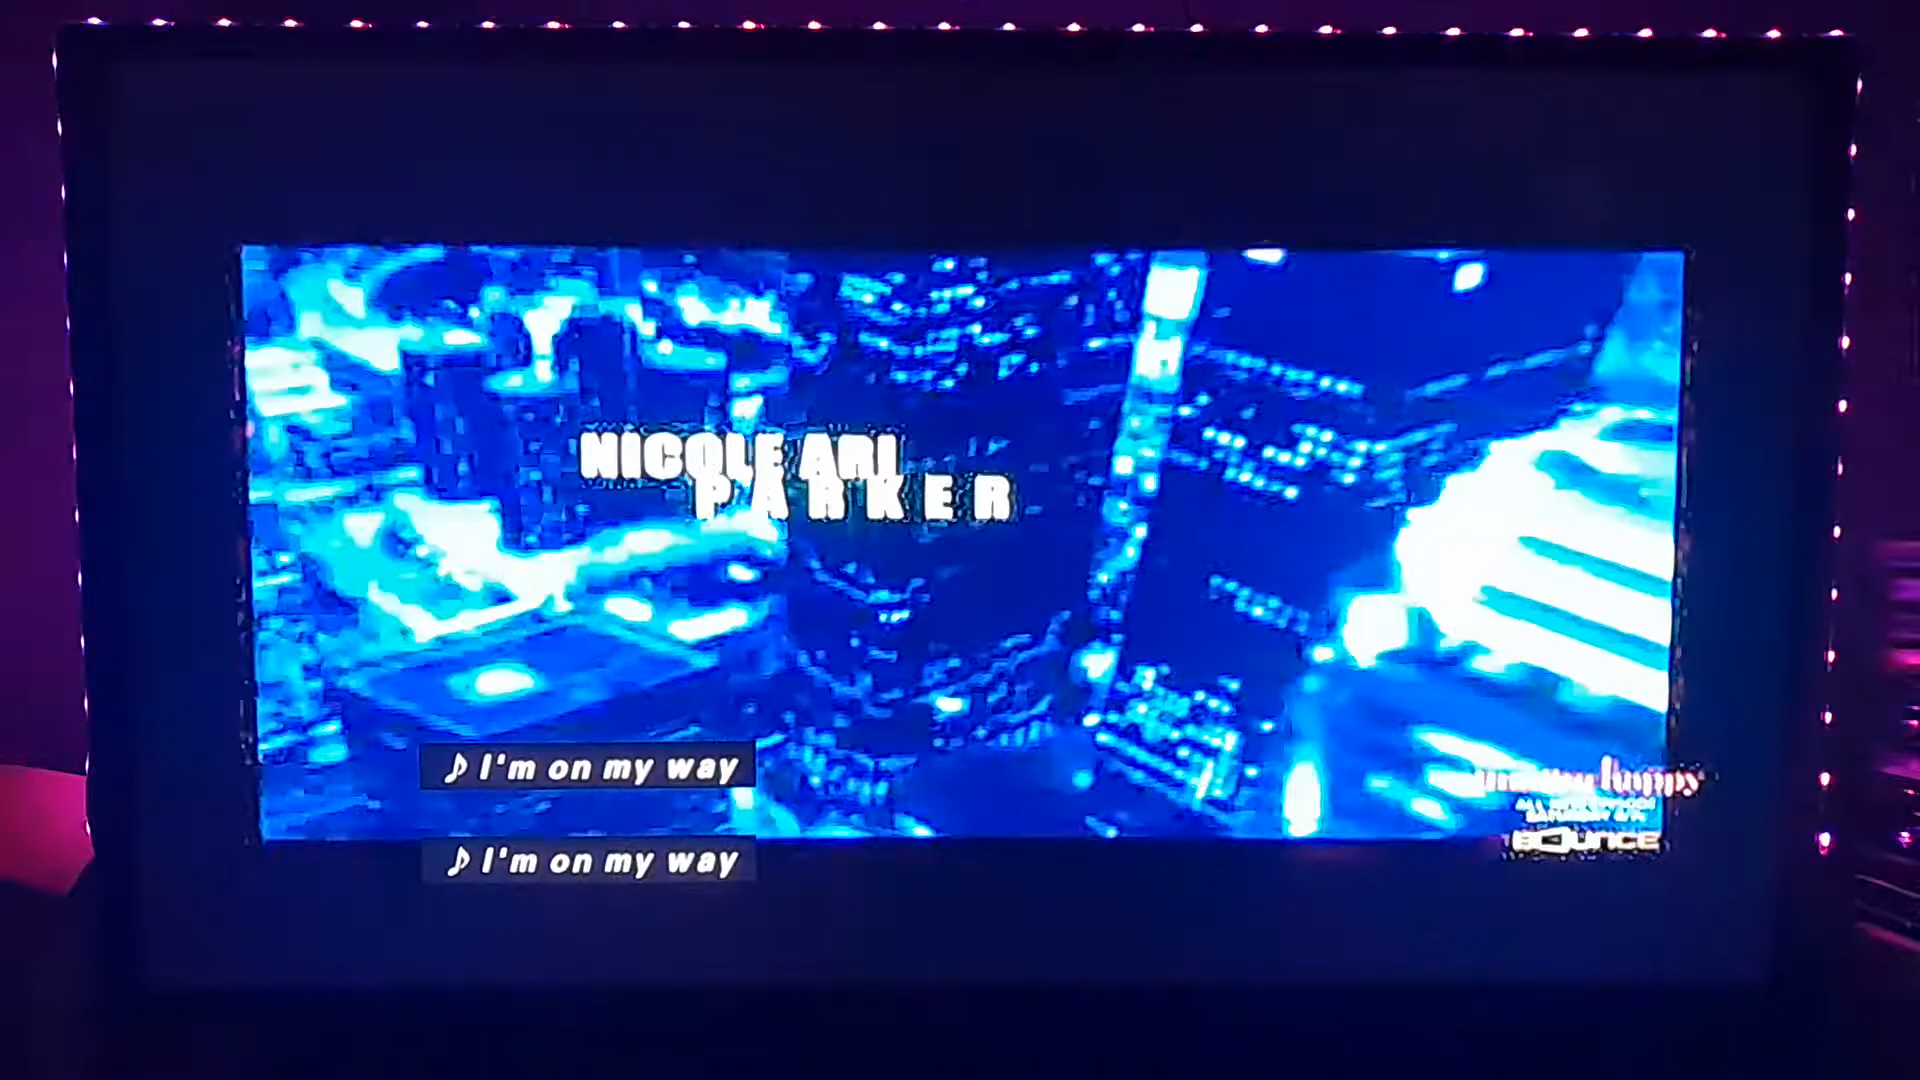 NICOLE ARI
PARKER
♪ I'm on my way
♪ I'm on my way
BOUNCE